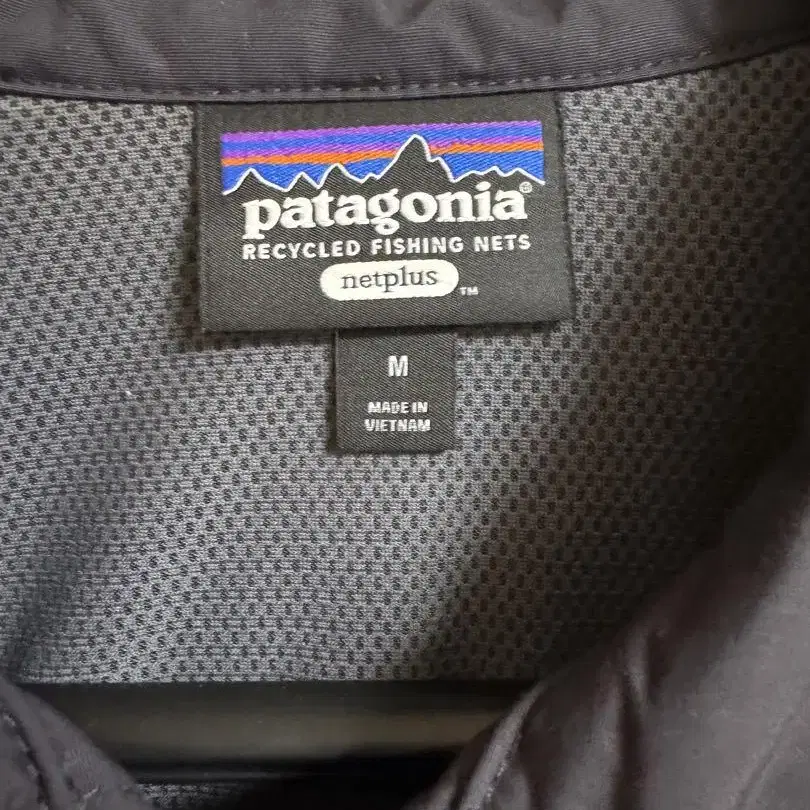 patagonia®
RECYCLED FISHING NETS
netplus ™
M
MADE IN
VIETNAM